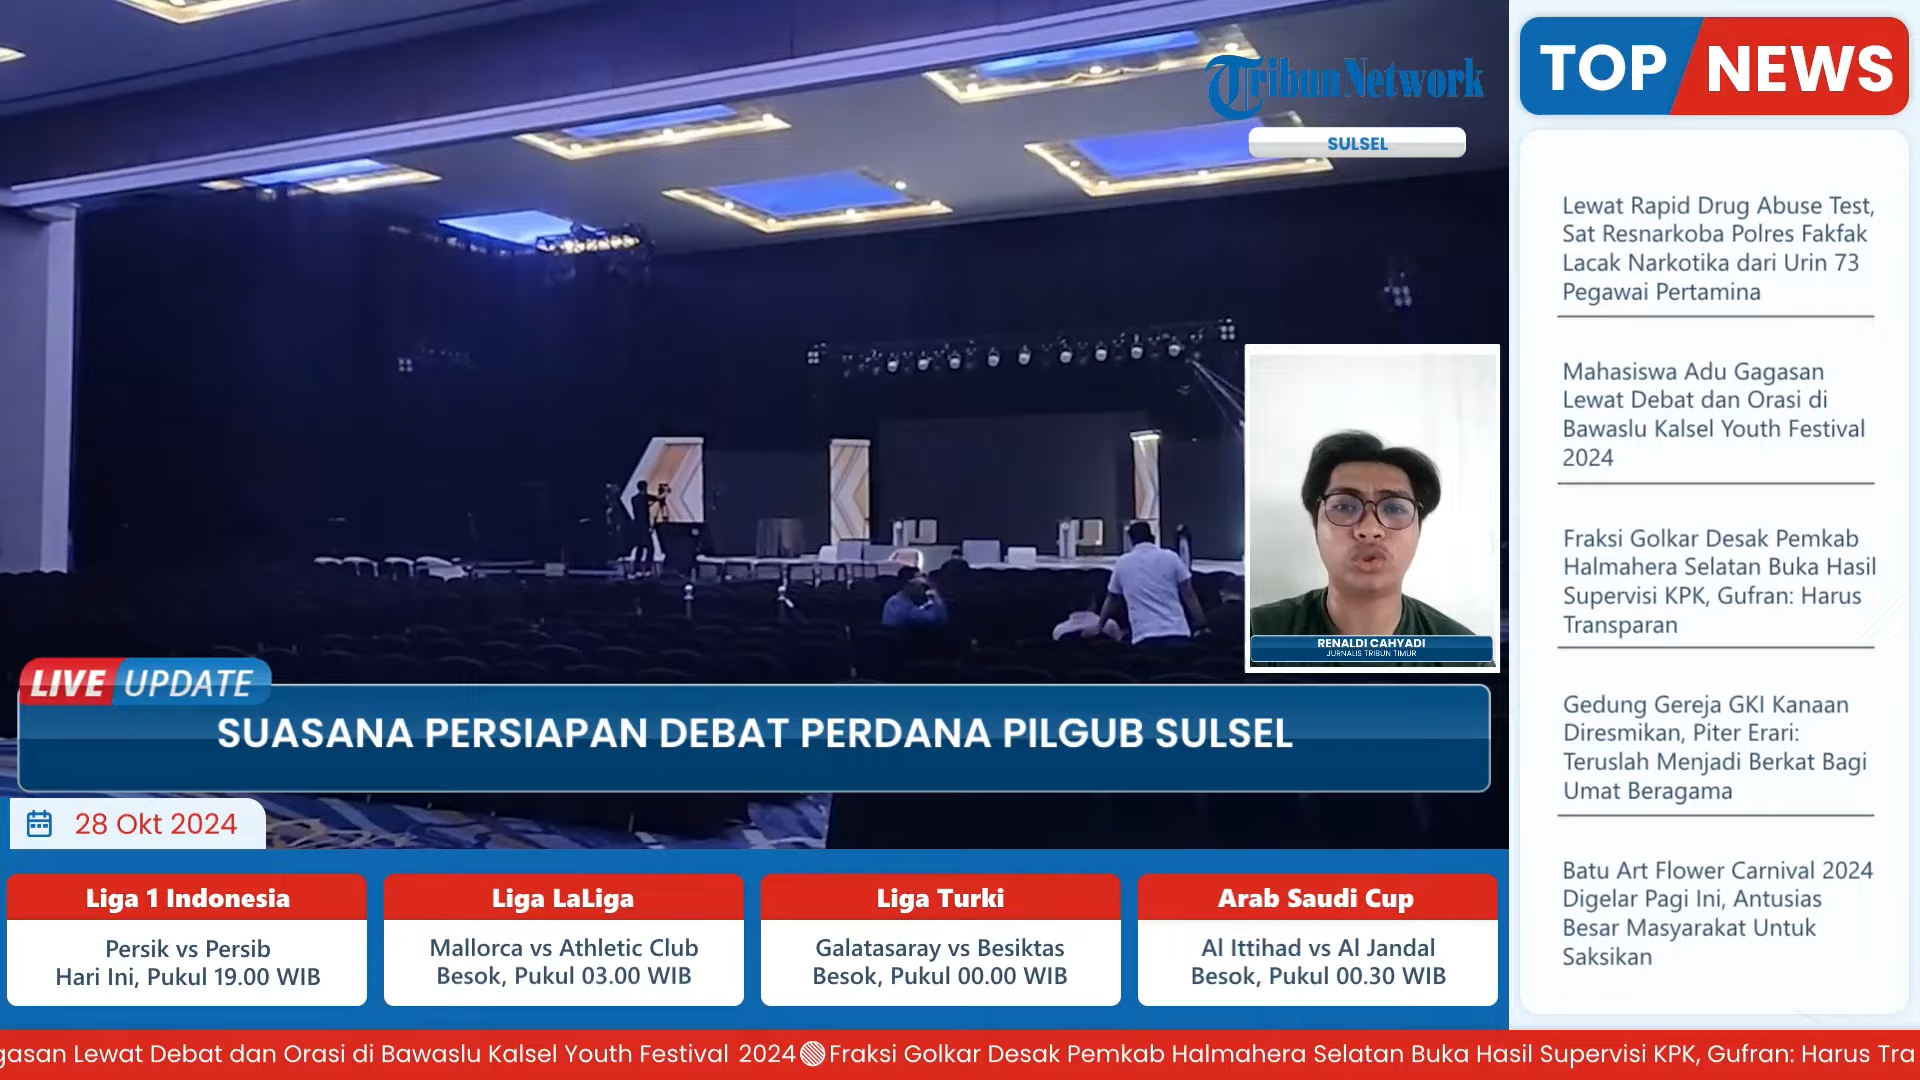 Tribun Network
SULSEL
TOP NEWS
Lewat Rapid Drug Abuse Test,
Sat Resnarkoba Polres Fakfak
Lacak Narkotika dari Urin 73
Pegawai Pertamina
Mahasiswa Adu Gagasan
Lewat Debat dan Orasi di
Bawaslu Kalsel Youth Festival
2024
Fraksi Golkar Desak Pemkab
Halmahera Selatan Buka Hasil
Supervisi KPK, Gufran: Harus
Transparan
Gedung Gereja GKI Kanaan
Diresmikan, Piter Erari:
Teruslah Menjadi Berkat Bagi
Umat Beragama
Batu Art Flower Carnival 2024
Digelar Pagi Ini, Antusias
Besar Masyarakat Untuk
Saksikan
RENALDI CAHYADI
JURNALIS TRIBUN TIMUR
LIVE UPDATE
SUASANA PERSIAPAN DEBAT PERDANA PILGUB SULSEL
28 Okt 2024
Liga 1 Indonesia
Persik vs Persib
Hari Ini, Pukul 19.00 WIB
Liga LaLiga
Mallorca vs Athletic Club
Besok, Pukul 03.00 WIB
Liga Turki
Galatasaray vs Besiktas
Besok, Pukul 00.00 WIB
Arab Saudi Cup
Al Ittihad vs Al Jandal
Besok, Pukul 00.30 WIB
gasan Lewat Debat dan Orasi di Bawaslu Kalsel Youth Festival 2024 Fraksi Golkar Desak Pemkab Halmahera Selatan Buka Hasil Supervisi KPK, Gufran: Harus Tra